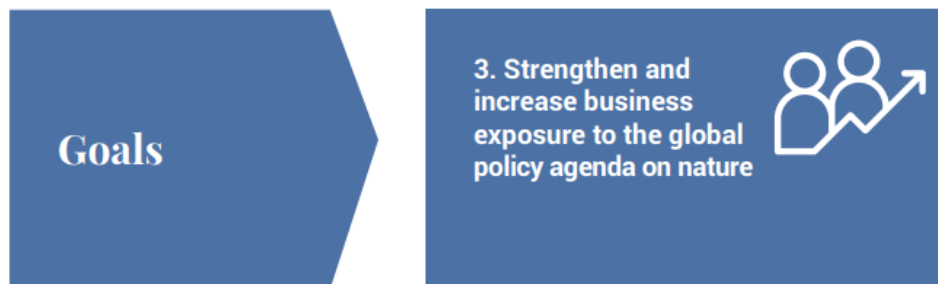 Goals
3. Strengthen and
increase business
exposure to the global
policy agenda on nature